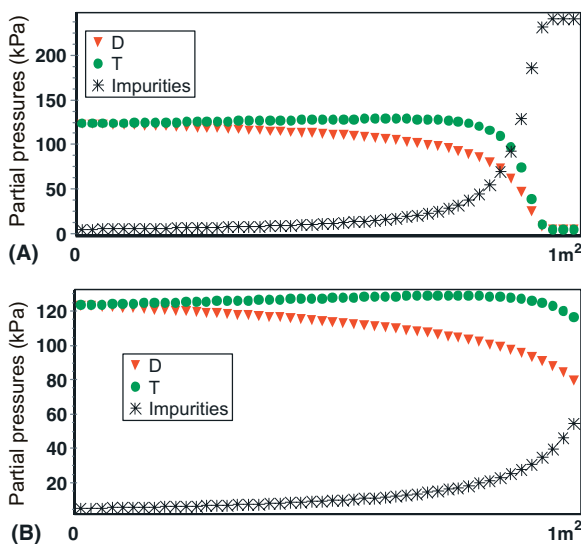 Partial pressures (kPa)
200
150
100
50
0
D
T
Impurities
(A)
0
1m²
Partial pressures (kPa)
120
100
80
60
40
20
D
T
Impurities
(B)
0
1m²